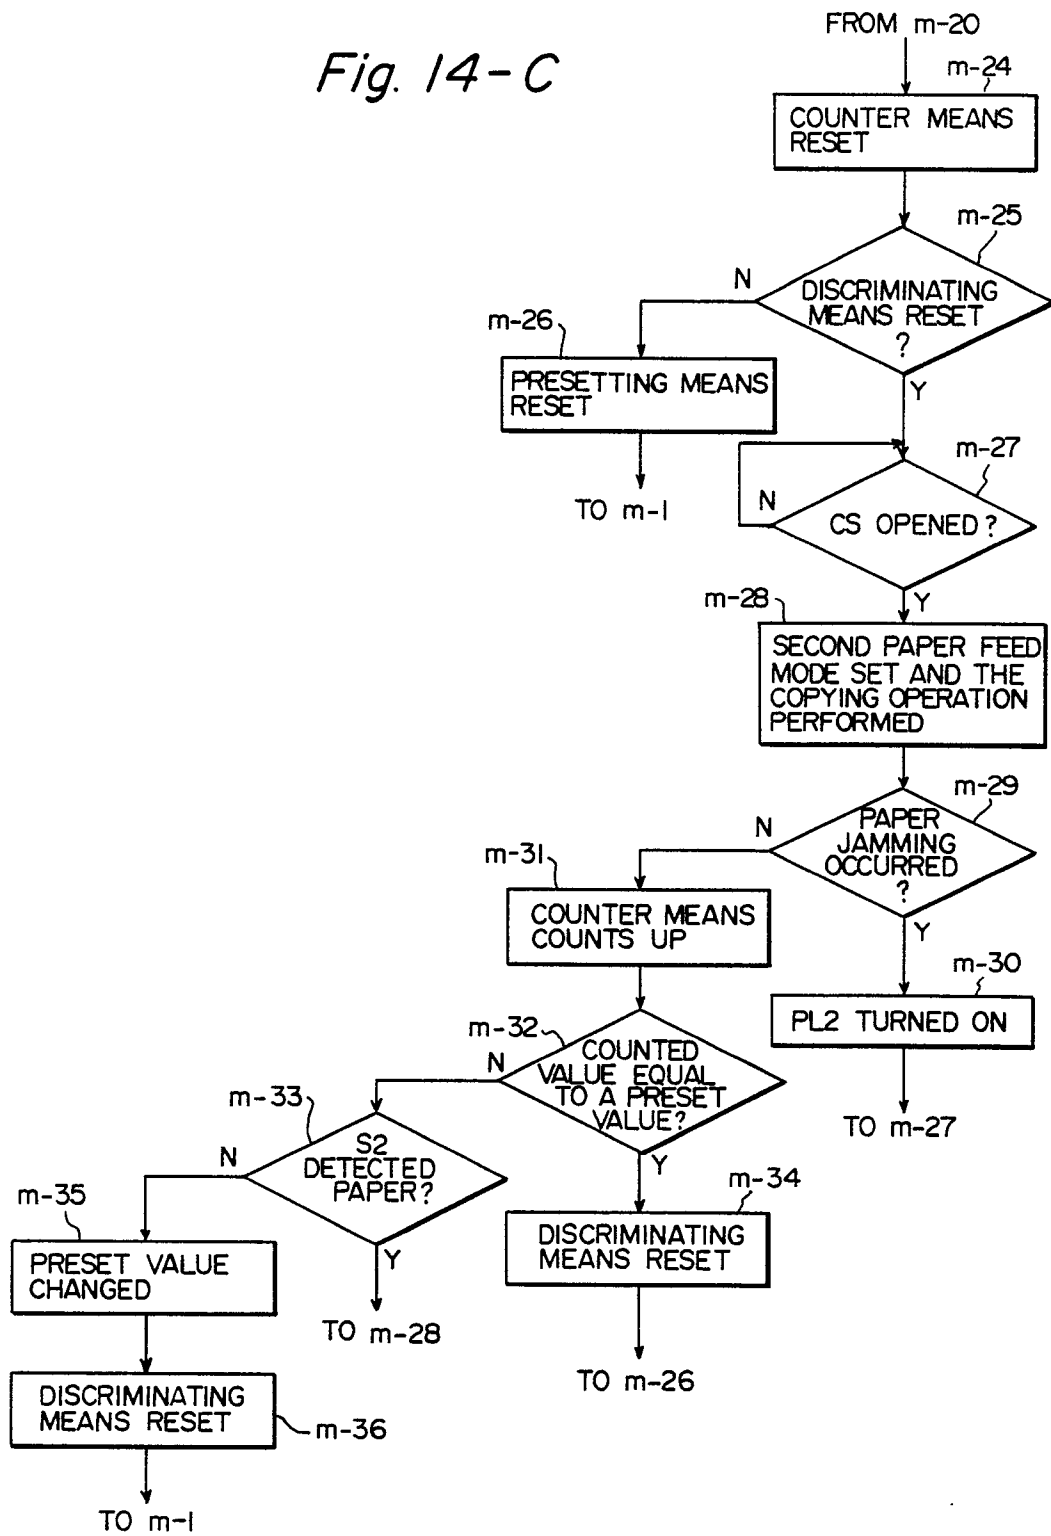 Fig. 14-C
FROM m-20
m-24
COUNTER MEANS
RESET
m-25
N
DISCRIMINATING
MEANS RESET
?
Y
m-26
PRESETTING MEANS
RESET
TO m-1
m-27
N
CS OPENED?
Y
m-28
SECOND PAPER FEED
MODE SET AND THE
COPYING OPERATION
PERFORMED
m-29
N
PAPER
JAMMING
OCCURRED
?
Y
m-30
PL2 TURNED ON
TO m-27
m-31
COUNTER MEANS
COUNTS UP
m-32
N
COUNTED
VALUE EQUAL
TO A PRESET
VALUE?
Y
m-33
N
S2
DETECTED
PAPER?
Y
TO m-28
m-34
DISCRIMINATING
MEANS RESET
TO m-26
m-35
PRESET VALUE
CHANGED
DISCRIMINATING
MEANS RESET
m-36
TO m-1